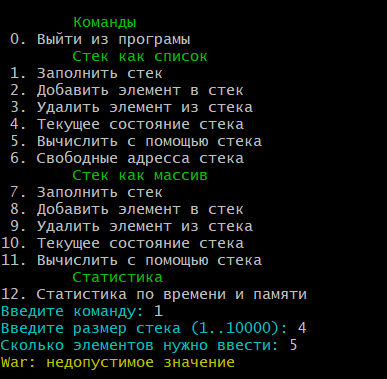 Команды
0. Выйти из програмы
Стек как список
1. Заполнить стек
2. Добавить элемент в стек
3. Удалить элемент из стека
4. Текущее состояние стека
5. Вычислить с помощью стека
6. Свободные адресса стека
Стек как массив
7. Заполнить стек
8. Добавить элемент в стек
9. Удалить элемент из стека
10. Текущее состояние стека
11. Вычислить с помощью стека
Статистика
12. Статистика по времени и памяти
Введите команду: 1
Введите размер стека (1..10000): 4
Сколько элементов нужно ввести: 5
War: недопустимое значение